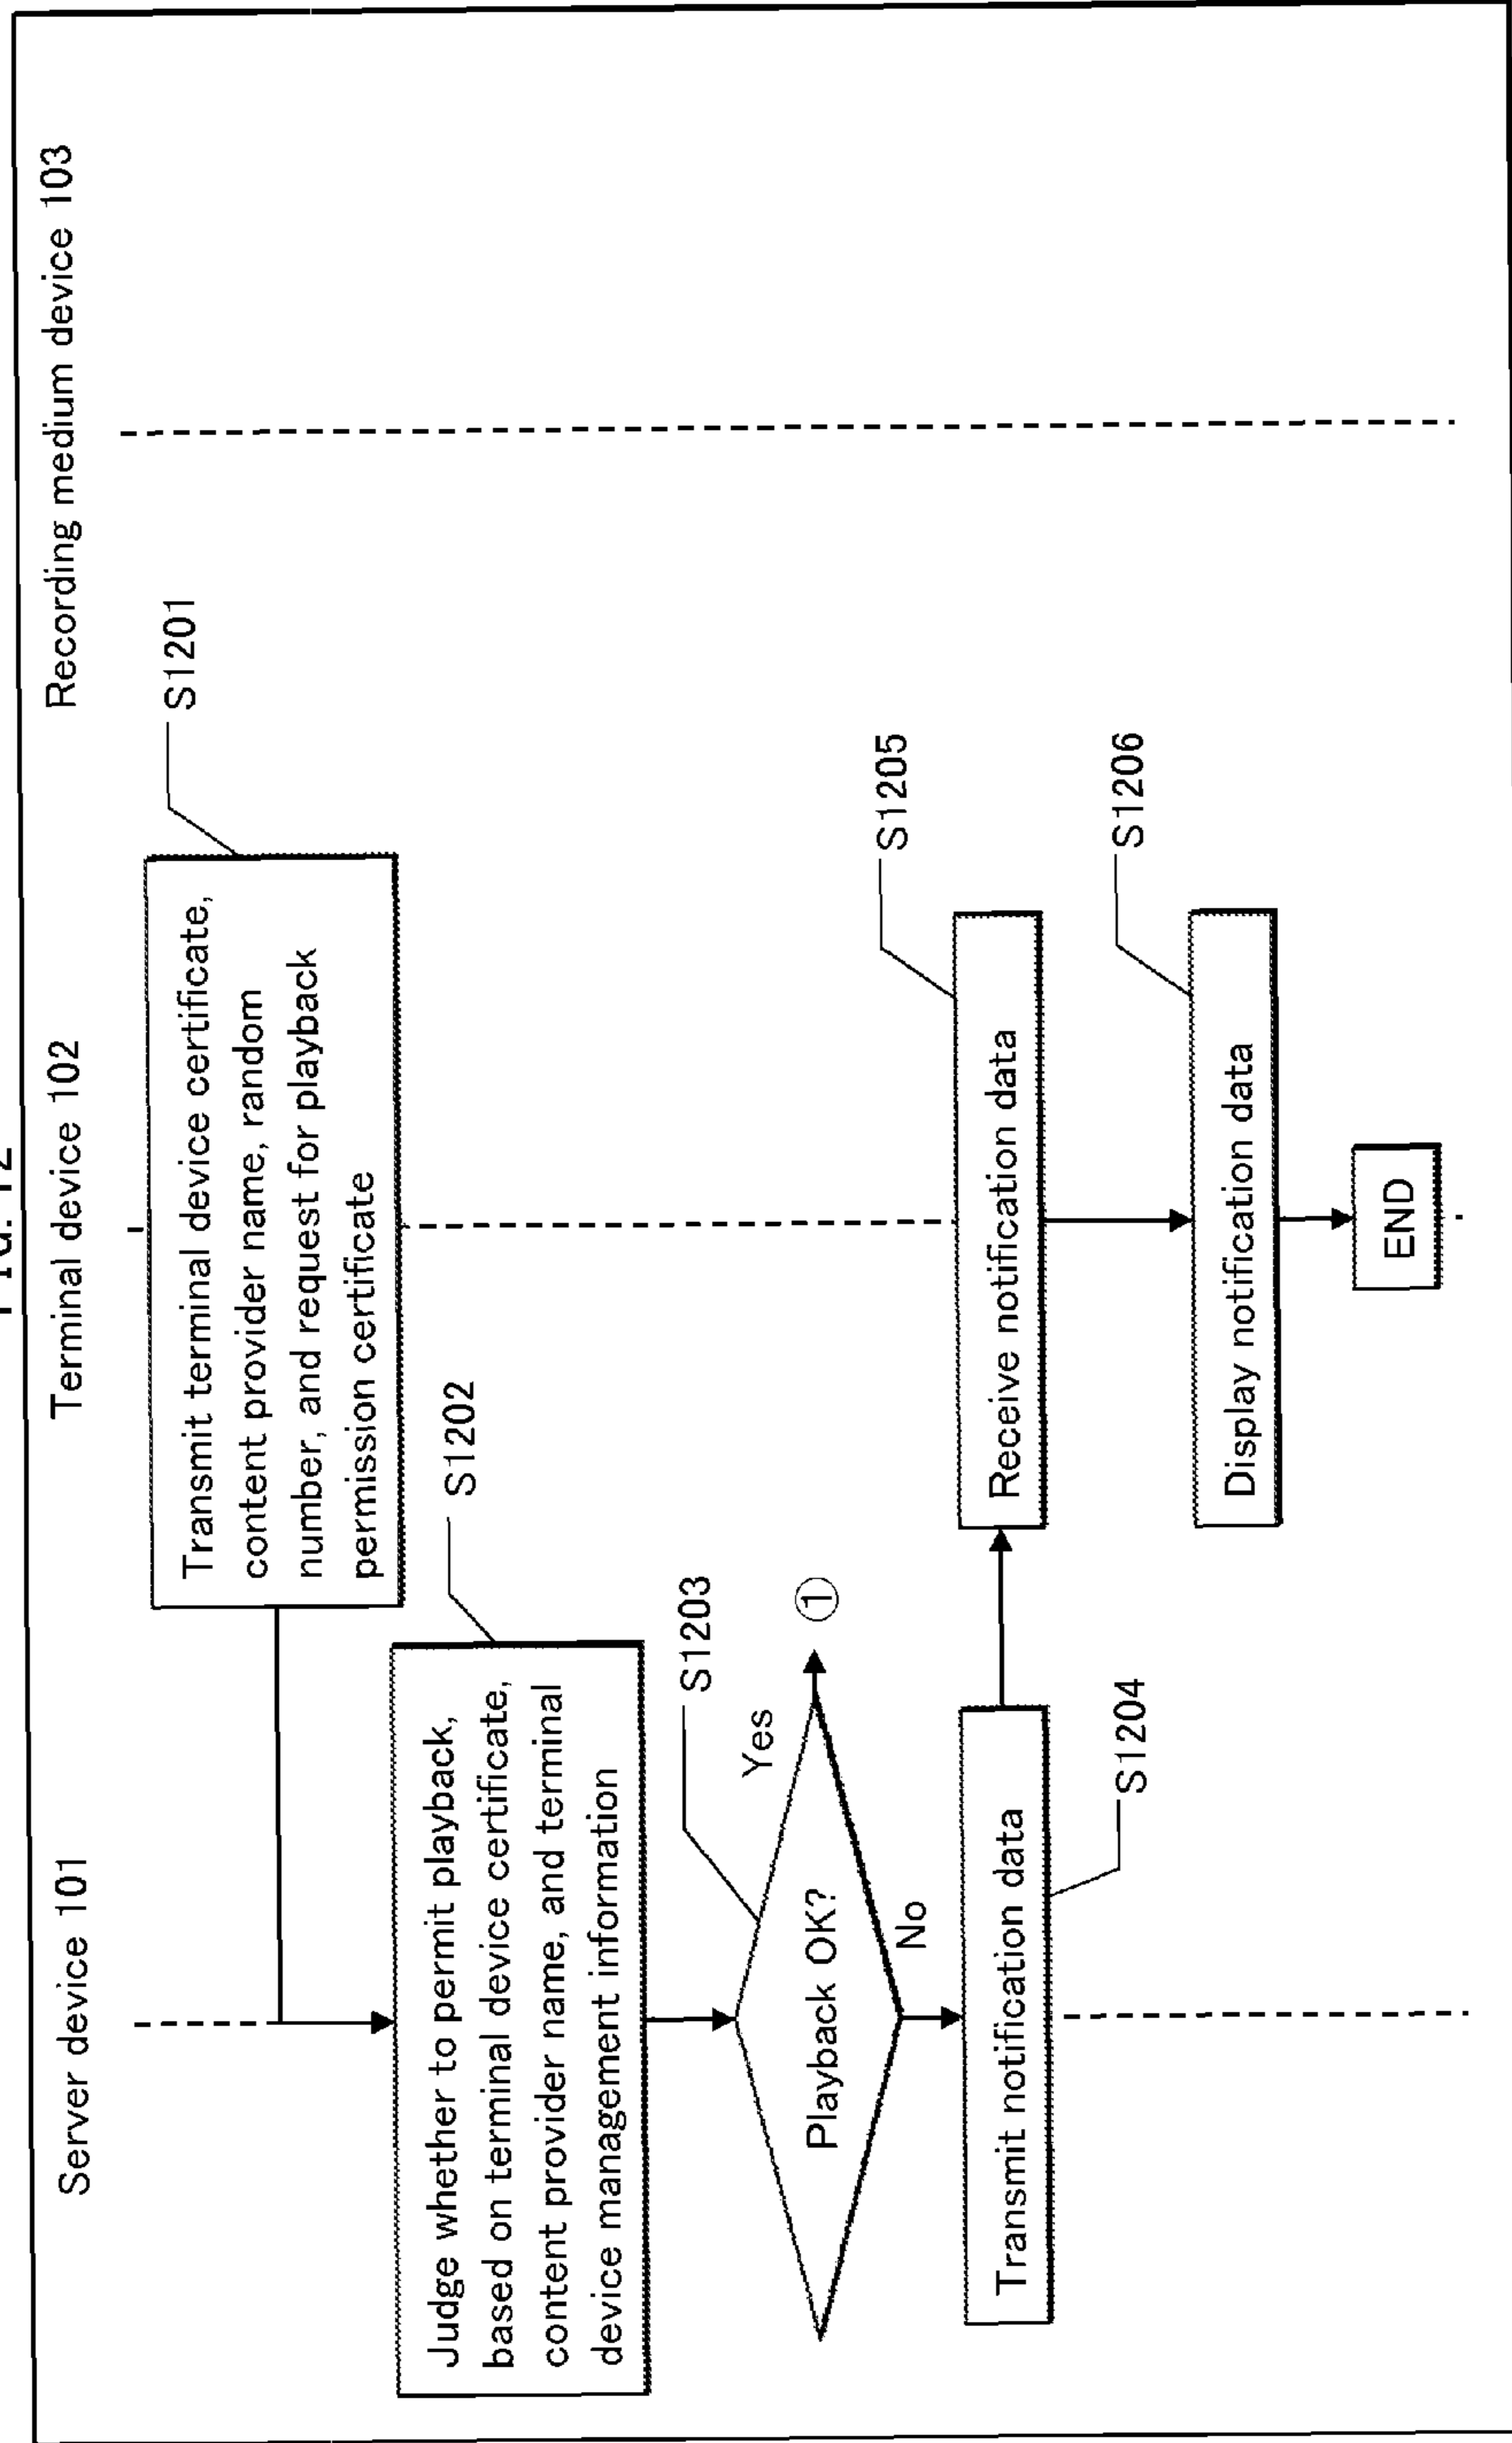 FIG. 12
Server device 101
Terminal device 102
Recording medium device 103
S1201
Transmit terminal device certificate,
content provider name, random
number, and request for playback
permission certificate
S1202
Judge whether to permit playback,
based on terminal device certificate,
content provider name, and terminal
device management information
S1203
Playback OK?
Yes
①
No
Transmit notification data
S1204
S1205
Receive notification data
S1206
Display notification data
END